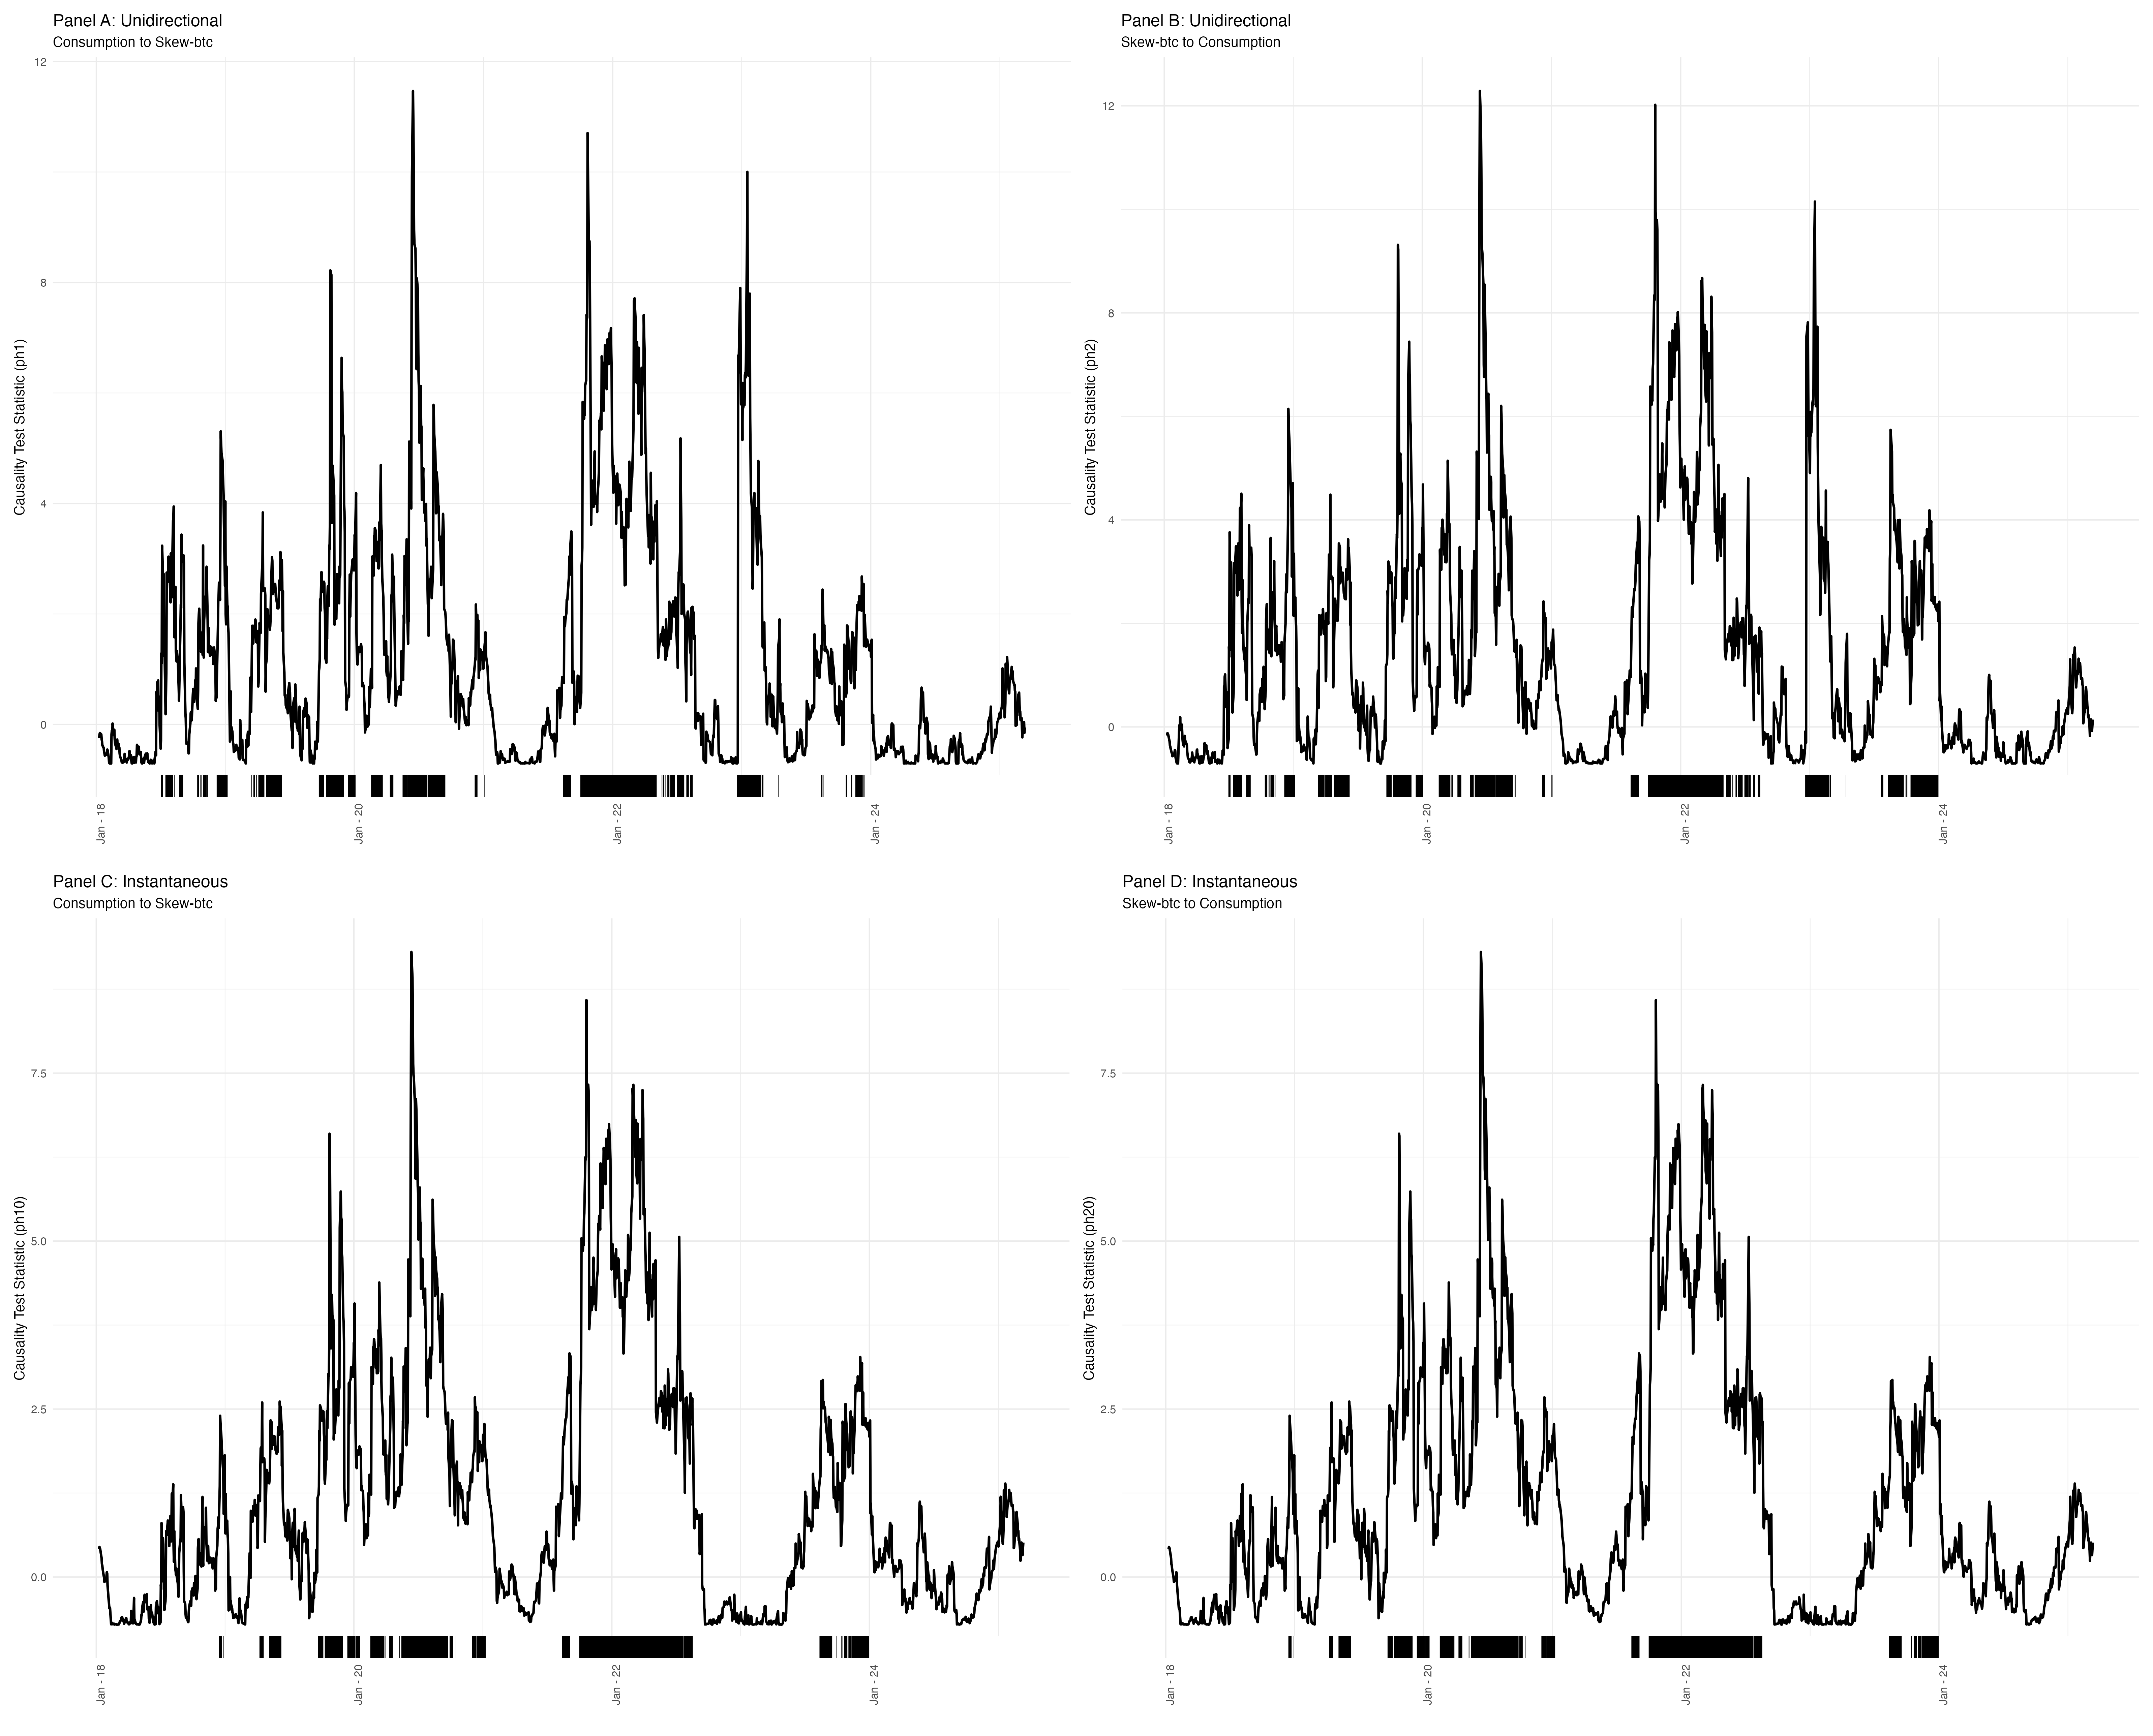 Panel A: Unidirectional
Consumption to Skew-btc
Causality Test Statistic (ph1)
12
8
4
0
Jan - 18
Jan - 20
Jan - 22
Jan - 24
Panel B: Unidirectional
Skew-btc to Consumption
Causality Test Statistic (ph2)
12
8
4
0
Jan - 18
Jan - 20
Jan - 22
Jan - 24
Panel C: Instantaneous
Consumption to Skew-btc
Causality Test Statistic (ph10)
7.5
5.0
2.5
0.0
Jan - 18
Jan - 20
Jan - 22
Jan - 24
Panel D: Instantaneous
Skew-btc to Consumption
Causality Test Statistic (ph20)
7.5
5.0
2.5
0.0
Jan - 18
Jan - 20
Jan - 22
Jan - 24